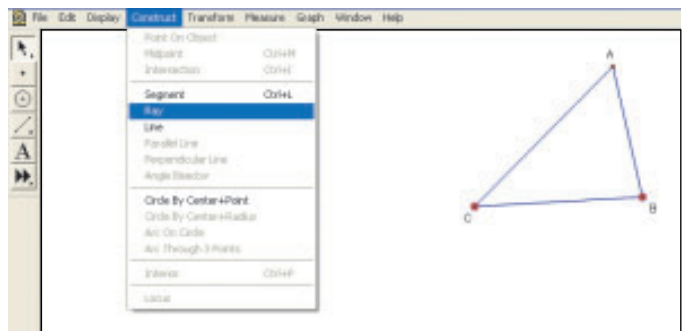 File Edit Display Construct Transform Measure Graph Window Help
Point On Object
Midpoint Ctrl+M
Intersection Ctrl+I
Segment Ctrl+L
Ray
Line
Parallel Line
Perpendicular Line
Angle Bisector
Circle By Center+Point
Circle By Center+Radius
Arc On Circle
Arc Through 3 Points
Interior Ctrl+P
Locus
A
A
B
C